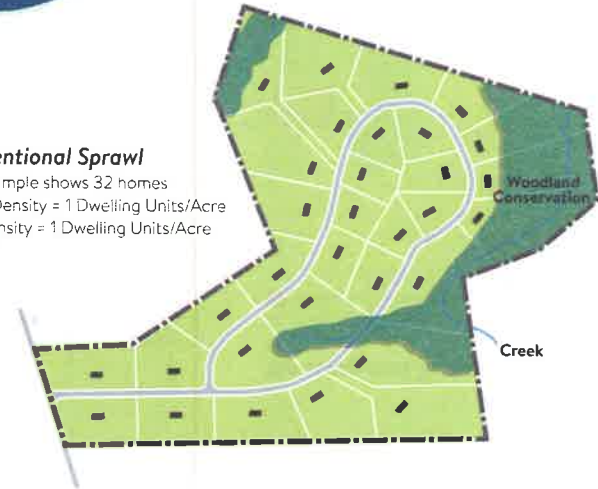 entional Sprawl
mple shows 32 homes
Density = 1 Dwelling Units/Acre
nsity = 1 Dwelling Units/Acre
Woodland
Conservation
Creek